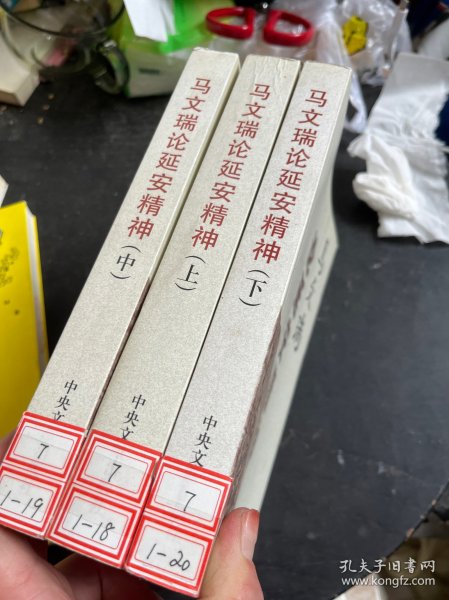 马文瑞论延安精神(中)
中央文
7
1-19
马文瑞论延安精神(上)
中央文
7
1-18
马文瑞论延安精神(下)
中央文
7
1-20
孔夫子旧书网
www.kongfz.com